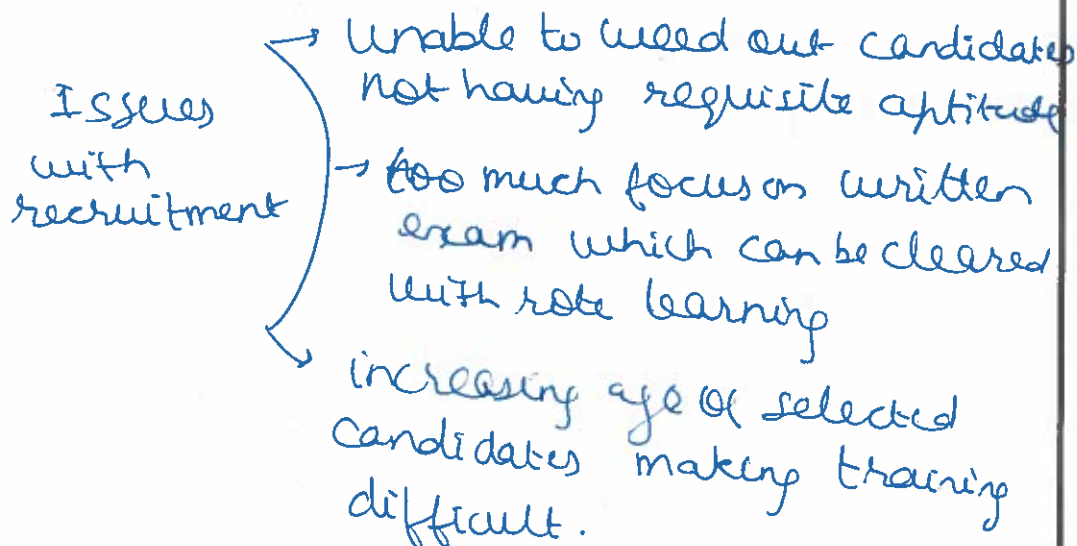 → Unable to weed out candidates
not having requisite aptitude
Issues
with
recruitment
→ too much focus on written
exam which can be cleared
with rote learning
increasing age of selected
candidates making training
difficult.